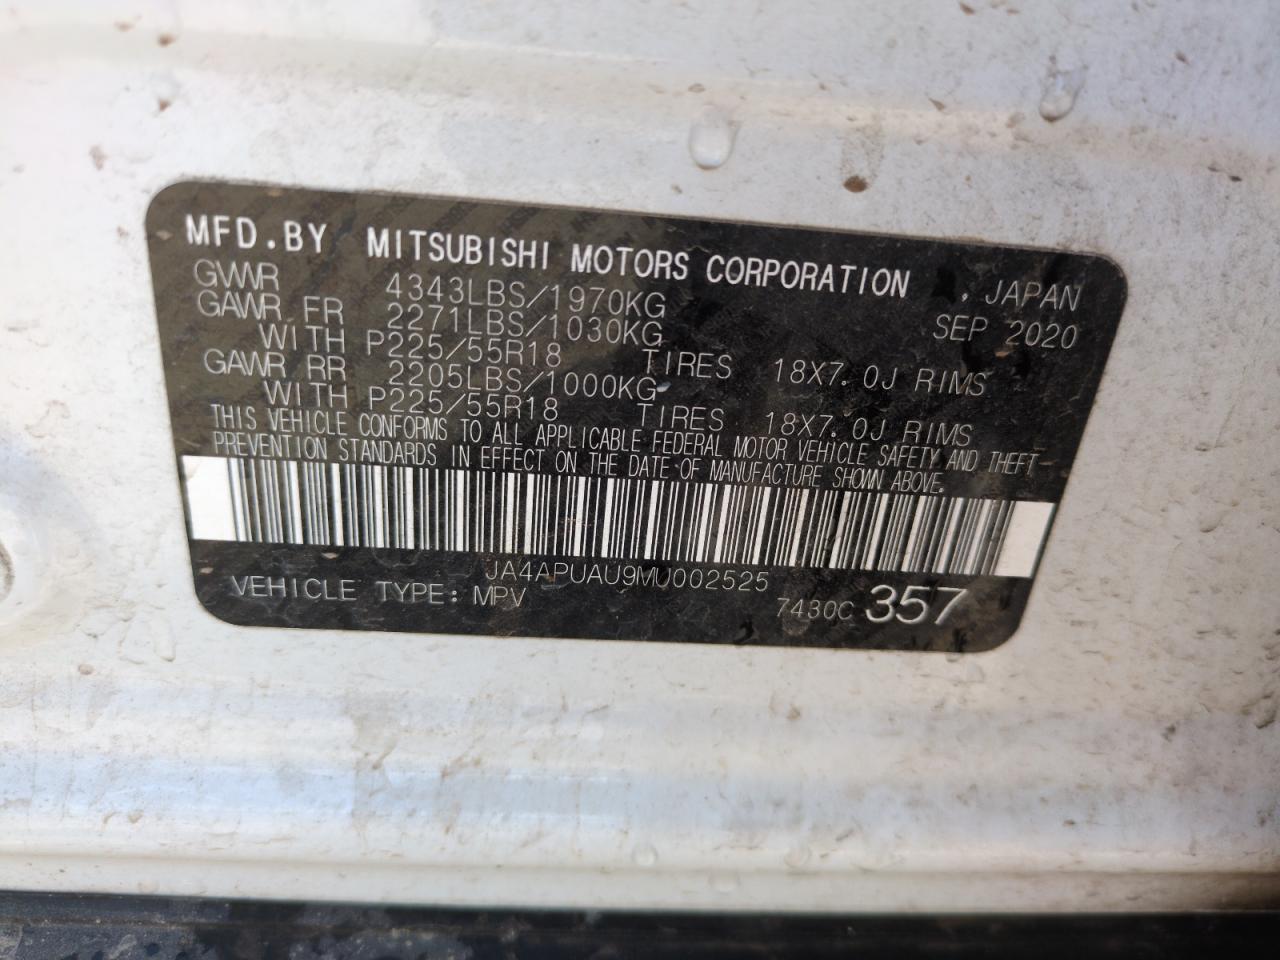 MFD.BY MITSUBISHI MOTORS CORPORATION , JAPAN
GVWR 4343LBS/1970KG SEP 2020
GAWR FR 2271LBS/1030KG
WITH P225/55R18 TIRES 18X7.0J RIMS
GAWR RR 2205LBS/1000KG
WITH P225/55R18 TIRES 18X7.0J RIMS
THIS VEHICLE CONFORMS TO ALL APPLICABLE FEDERAL MOTOR VEHICLE SAFETY AND THEFT
PREVENTION STANDARDS IN EFFECT ON THE DATE OF MANUFACTURE SHOWN ABOVE.
JA4APUAU9MU002525
VEHICLE TYPE: MPV 7430C 357